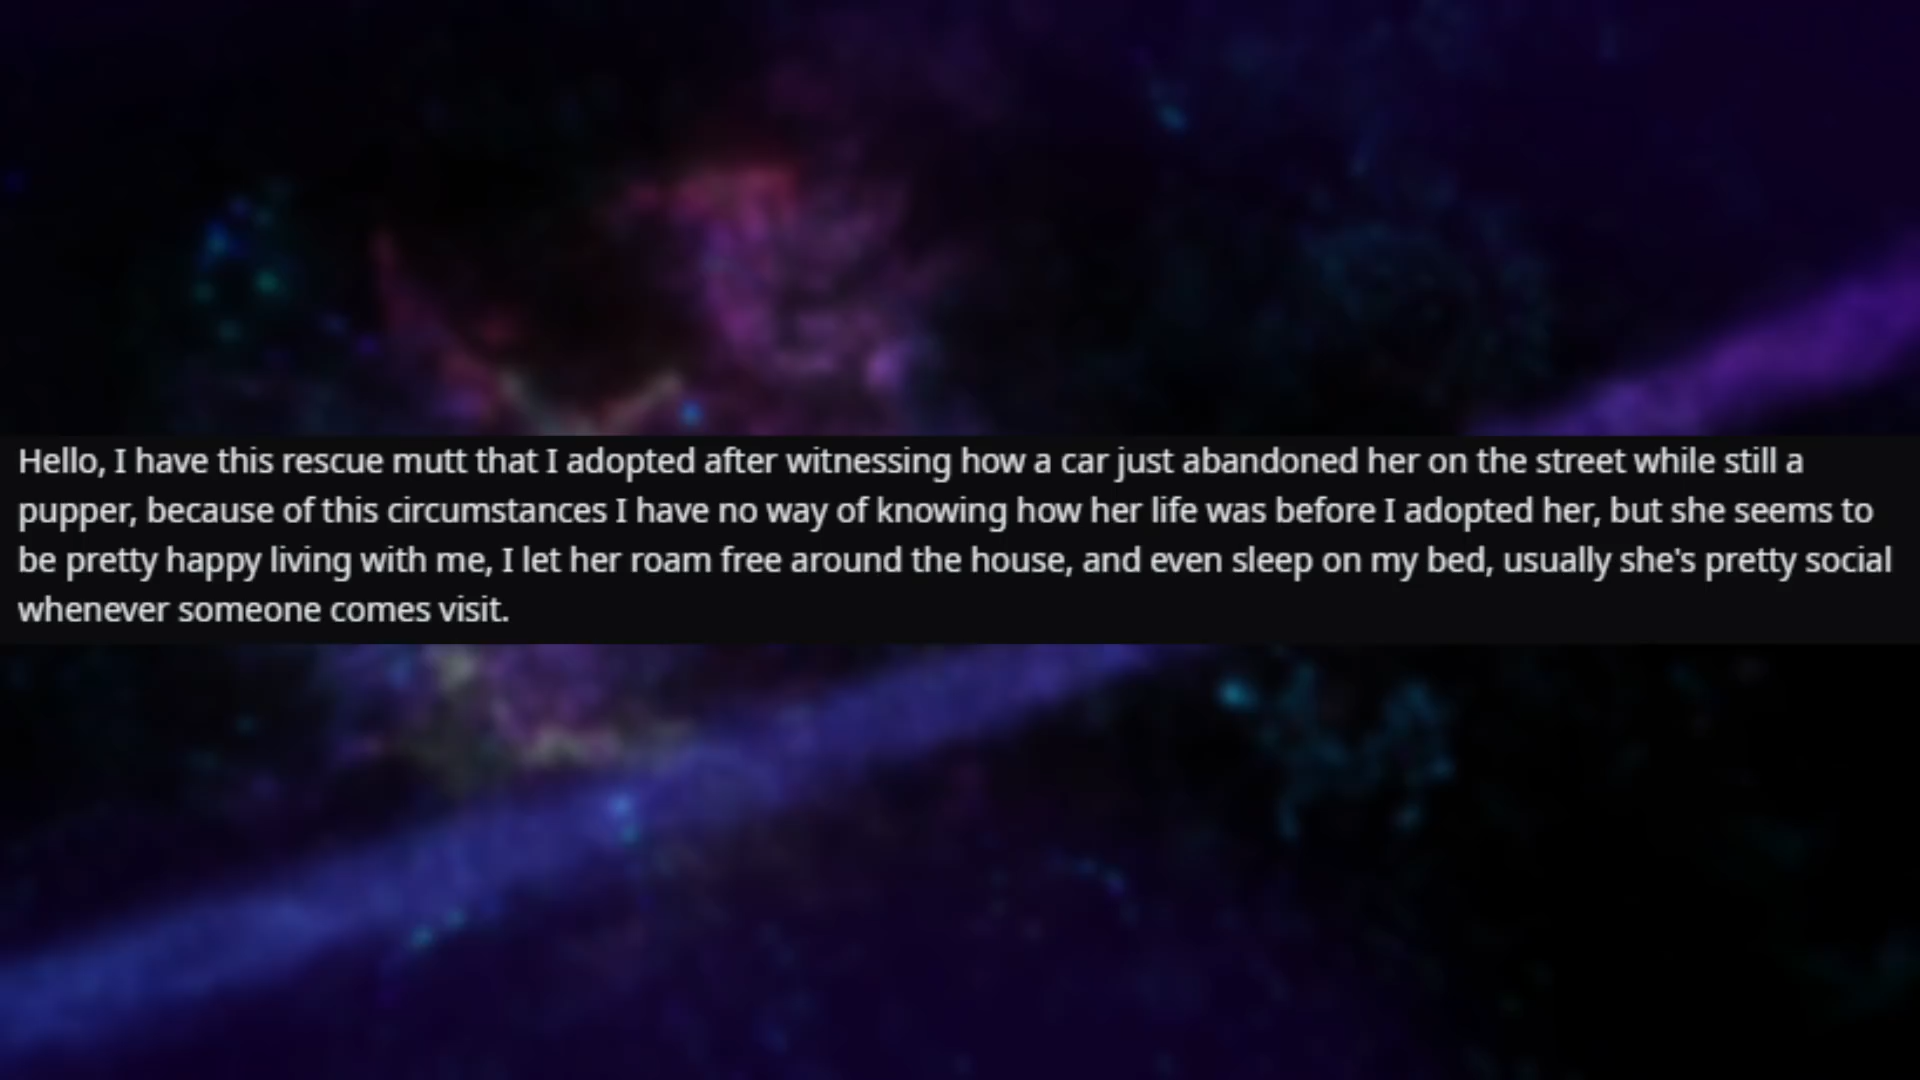 Hello, I have this rescue mutt that I adopted after witnessing how a car just abandoned her on the street while still a
pupper, because of this circumstances I have no way of knowing how her life was before I adopted her, but she seems to
be pretty happy living with me, I let her roam free around the house, and even sleep on my bed, usually she's pretty social
whenever someone comes visit.